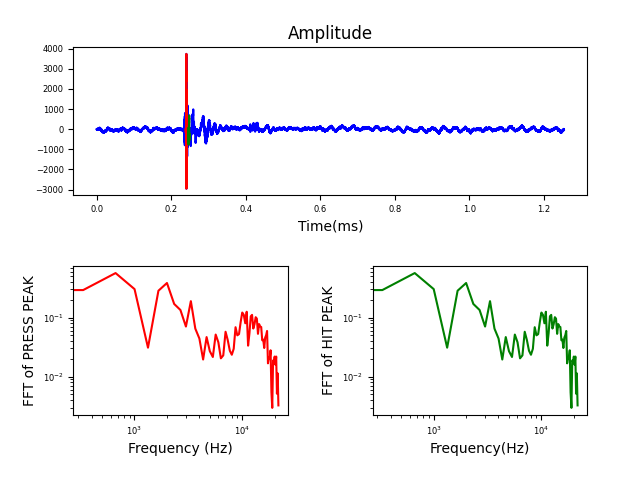 Amplitude
4000
3000
2000
1000
0
−1000
−2000
−3000
0.0 0.2 0.4 0.6 0.8 1.0 1.2
Time(ms)
FFT of PRESS PEAK
10⁻¹
10⁻²
10³ 10⁴
Frequency (Hz)
FFT of HIT PEAK
10⁻¹
10⁻²
10³ 10⁴
Frequency(Hz)